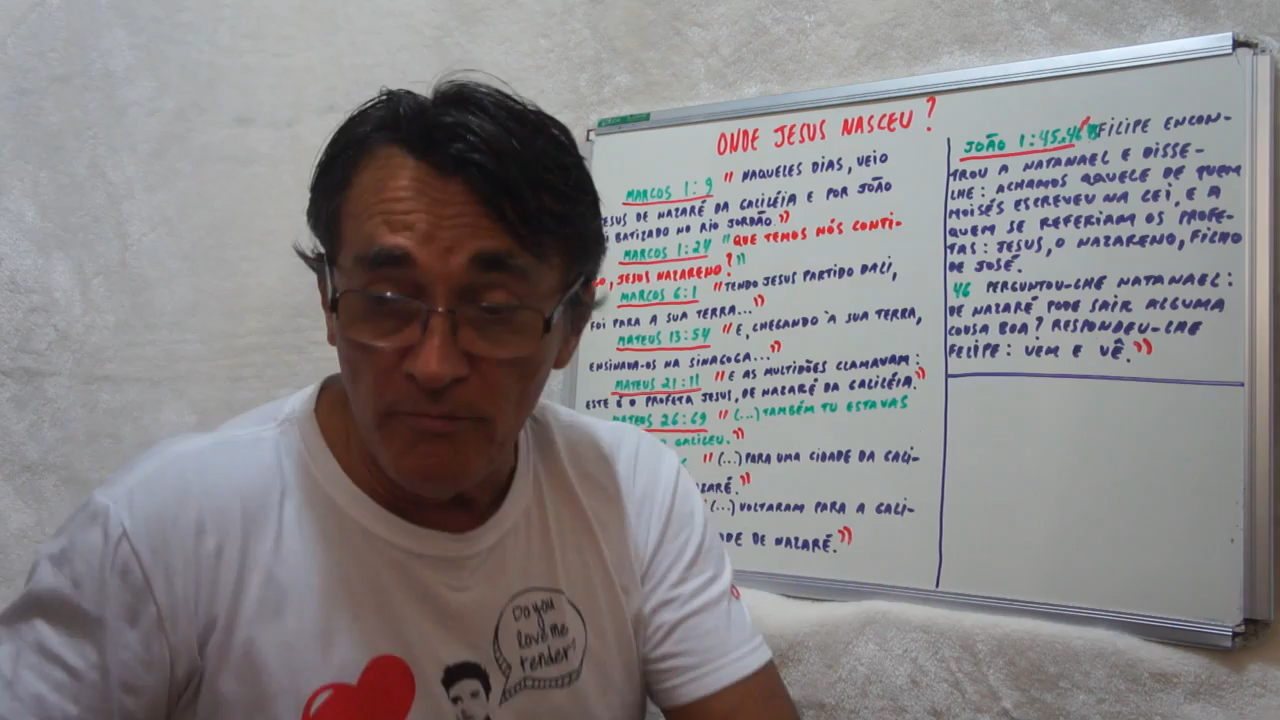 ONDE JESUS NASCEU?
MARCOS 1:9 "NAQUELES DIAS, VEIO
ESUS DE NAZARÉ DA GALILÉIA E POR JOÃO
I BATIZADO NO RIO JORDÃO."
MARCOS 1:24 "QUE TEMOS NÓS CONTI-
O, JESUS NAZARENO?"
MARCOS 6:1 "TENDO JESUS PARTIDO DALI,
FOI PARA A SUA TERRA..."
MATEUS 13:54 "E, CHEGANDO À SUA TERRA,
ENSINAVA-OS NA SINAGOGA..."
MATEUS 21:11 "E AS MULTIDÕES CLAMAVAM:
ESTE É O PROFETA JESUS, DE NAZARÉ DA GALILÉIA."
MATEUS 26:69 "(...) TAMBÉM TU ESTAVAS
GALILEU."
"(...) PARA UMA CIDADE DA GALI-
ZARÉ."
(...) VOLTARAM PARA A GALI-
DE DE NAZARÉ."
JOÃO 1:45,46 FILIPE ENCON-
TROU A NATANAEL E DISSE-
LHE: ACHAMOS AQUELE DE QUEM
MOISÉS ESCREVEU NA LEI, E A
QUEM SE REFERIAM OS PROFE-
TAS: JESUS, O NAZARENO, FILHO
DE JOSÉ.
46 PERGUNTOU-LHE NATANAEL:
DE NAZARÉ PODE SAIR ALGUMA
COUSA BOA? RESPONDEU-LHE
FELIPE: VEM E VÊ."
Do you
love me
tender?